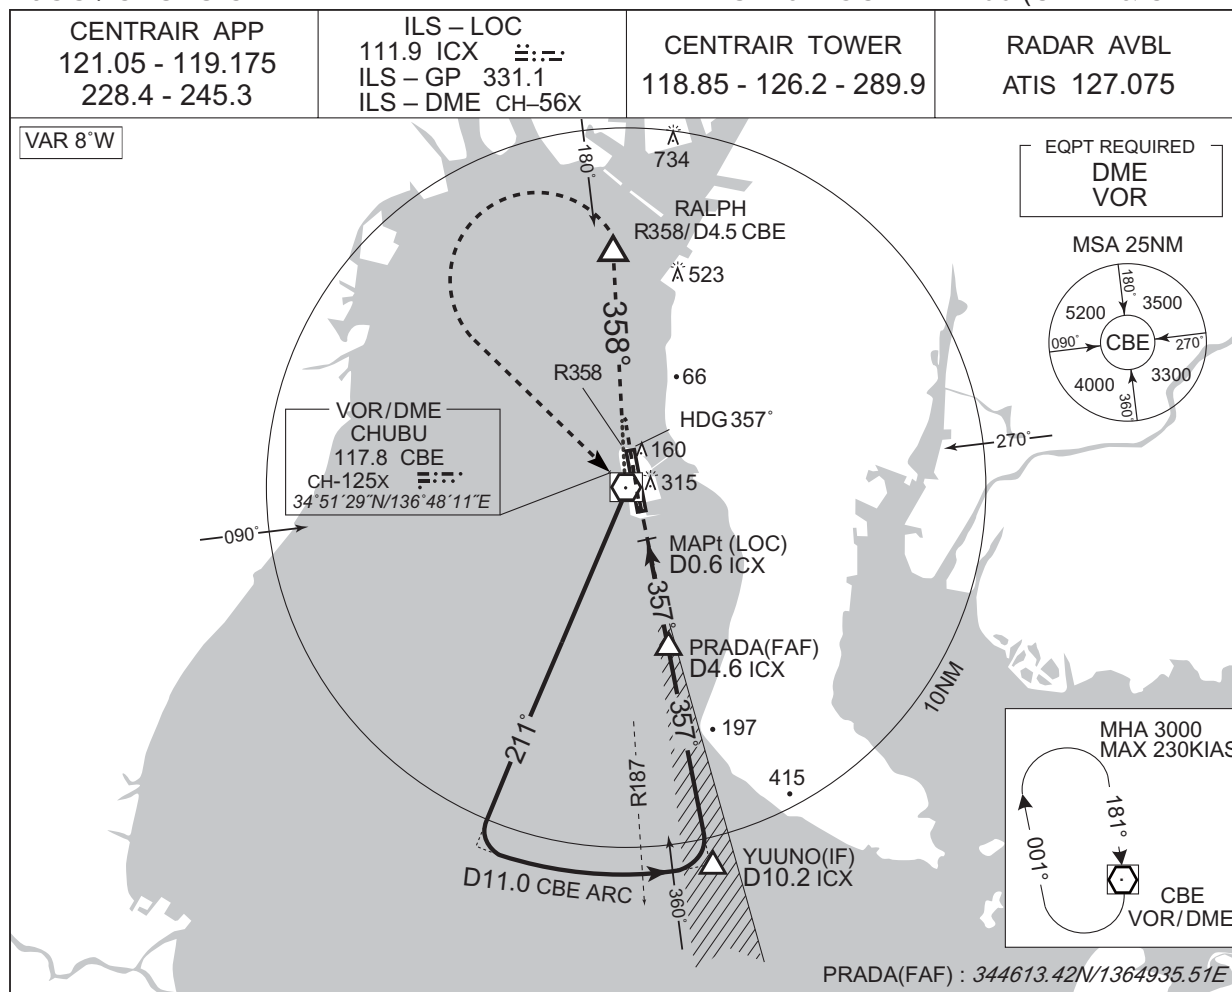 CENTRAIR APP
121.05 - 119.175
228.4 - 245.3
ILS – LOC
111.9 ICX
ILS – GP 331.1
ILS – DME CH–56X
CENTRAIR TOWER
118.85 - 126.2 - 289.9
RADAR AVBL
ATIS 127.075
VAR 8°W
EQPT REQUIRED
DME
VOR
180°
734
RALPH
R358/D4.5 CBE
523
MSA 25NM
180°
5200
3500
090°
CBE
270°
4000
3300
360°
358°
R358
66
HDG 357°
VOR/DME
CHUBU
117.8 CBE
CH-125X
34°51′29″N/136°48′11″E
160
315
270°
090°
MAPt (LOC)
D0.6 ICX
357°
PRADA(FAF)
D4.6 ICX
357°
197
10NM
211°
R187
415
MHA 3000
MAX 230KIAS
181°
001°
CBE
VOR/DME
YUUNO(IF)
D10.2 ICX
D11.0 CBE ARC
360°
PRADA(FAF) : 344613.42N/1364935.51E